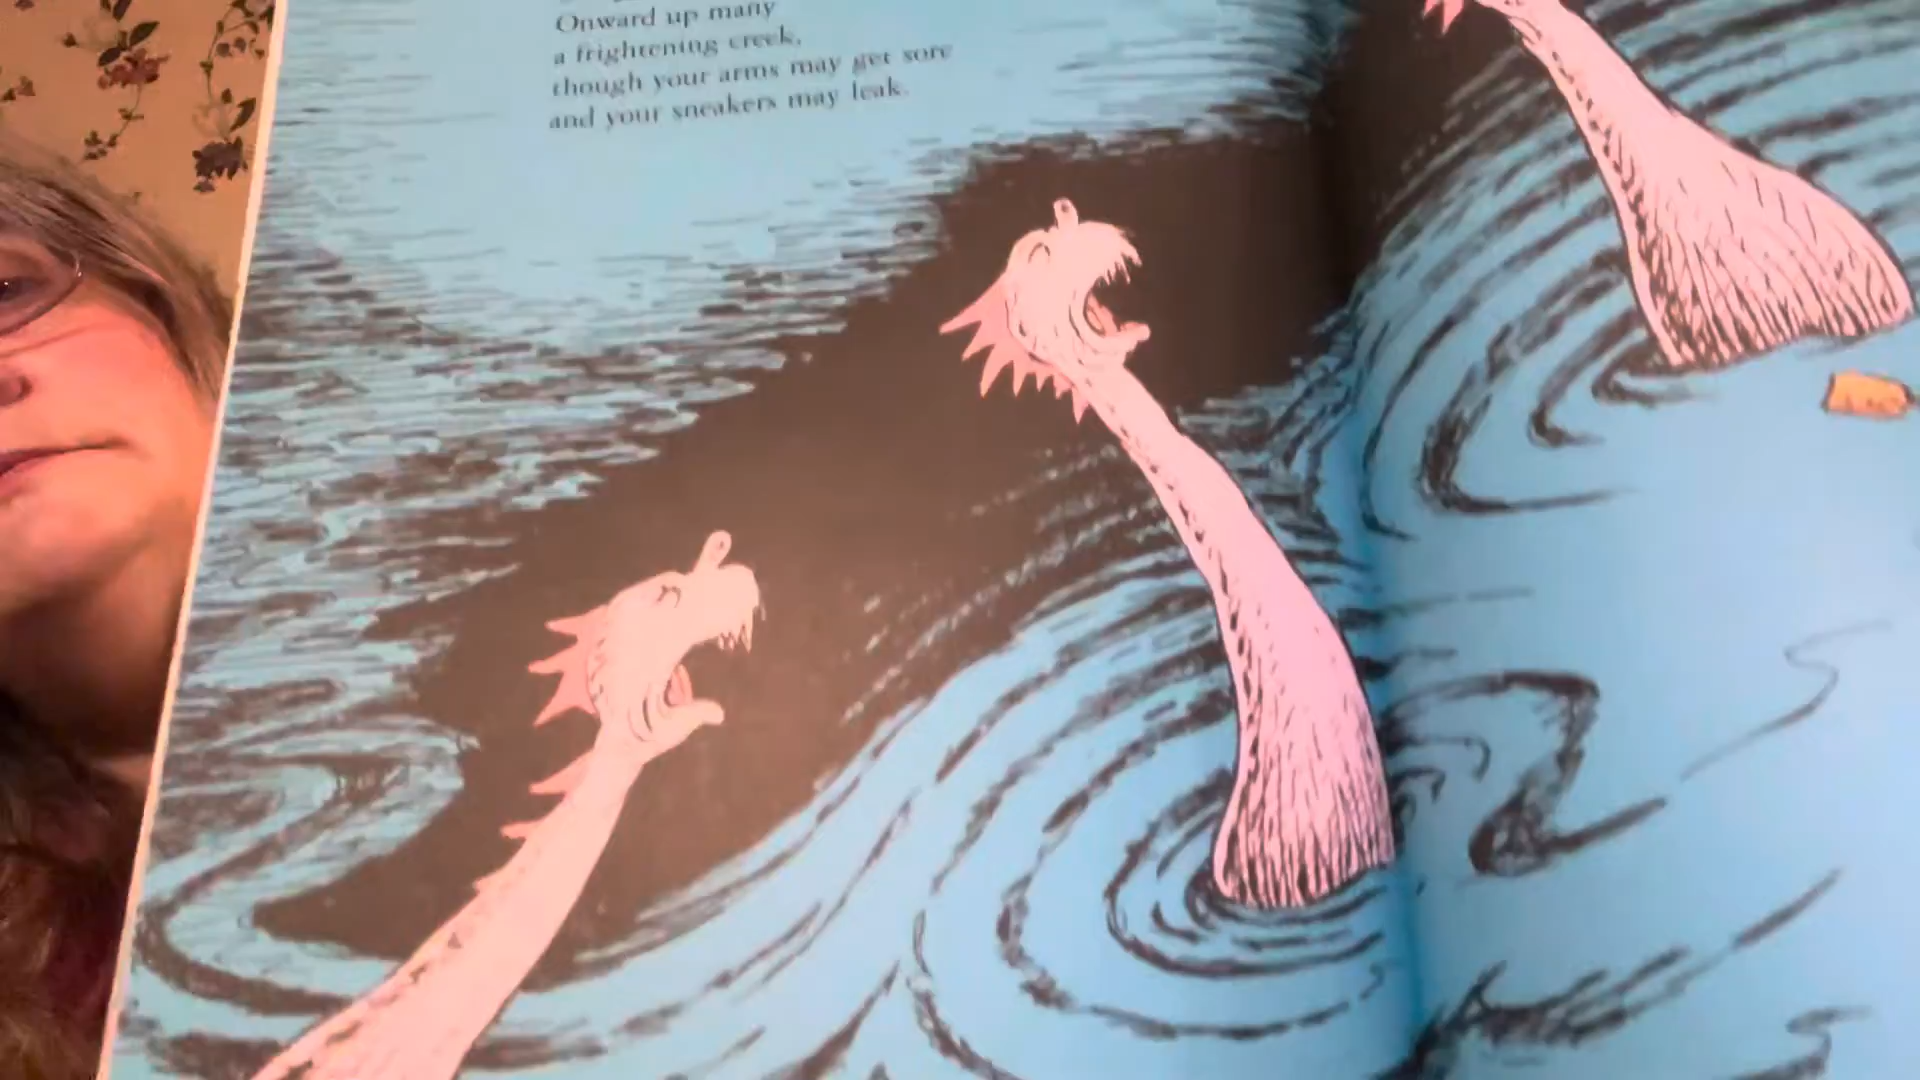 Onward up many
a frightening creek,
though your arms may get sore
and your sneakers may leak.